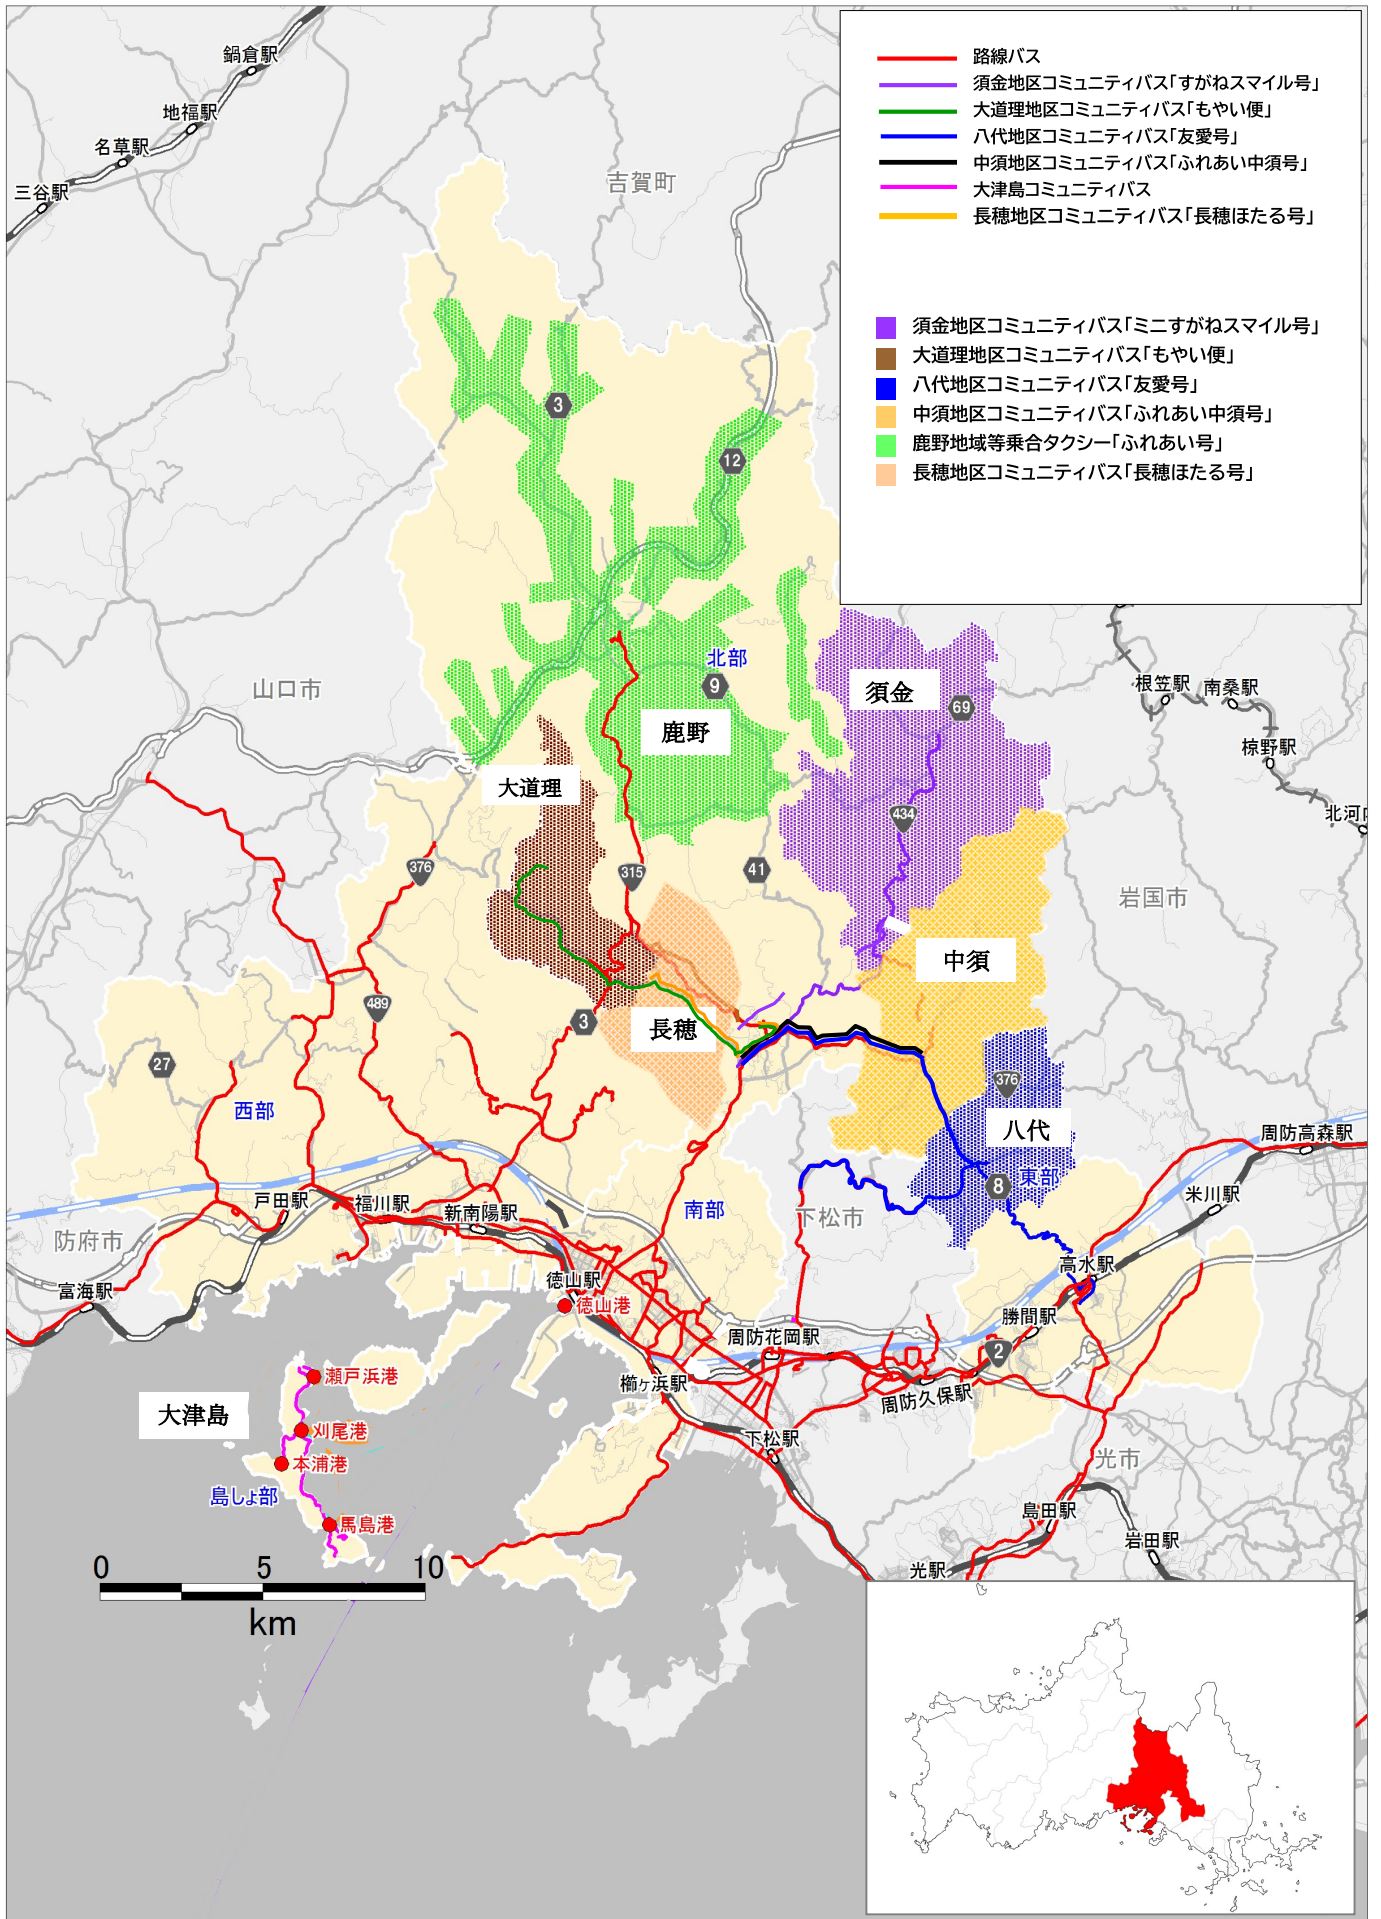 路線バス
須金地区コミュニティバス「すがねスマイル号」
大道理地区コミュニティバス「もやい便」
八代地区コミュニティバス「友愛号」
中須地区コミュニティバス「ふれあい中須号」
大津島コミュニティバス
長穂地区コミュニティバス「長穂ほたる号」
須金地区コミュニティバス「ミニすがねスマイル号」
大道理地区コミュニティバス「もやい便」
八代地区コミュニティバス「友愛号」
中須地区コミュニティバス「ふれあい中須号」
鹿野地域等乗合タクシー「ふれあい号」
長穂地区コミュニティバス「長穂ほたる号」
鍋倉駅
地福駅
名草駅
三谷駅
吉賀町
3
12
北部
9
鹿野
須金
69
根笠駅
南桑駅
椋野駅
北河内
山口市
大道理
434
376
315
41
岩国市
中須
489
3
長穂
27
西部
376
八代
8
東部
周防高森駅
米川駅
戸田駅
福川駅
新南陽駅
南部
下松市
防府市
富海駅
徳山駅
徳山港
高水駅
勝間駅
2
周防花岡駅
櫛ヶ浜駅
周防久保駅
瀬戸浜港
大津島
刈尾港
本浦港
島しょ部
馬島港
下松駅
光市
島田駅
岩田駅
光駅
0
5
10
km